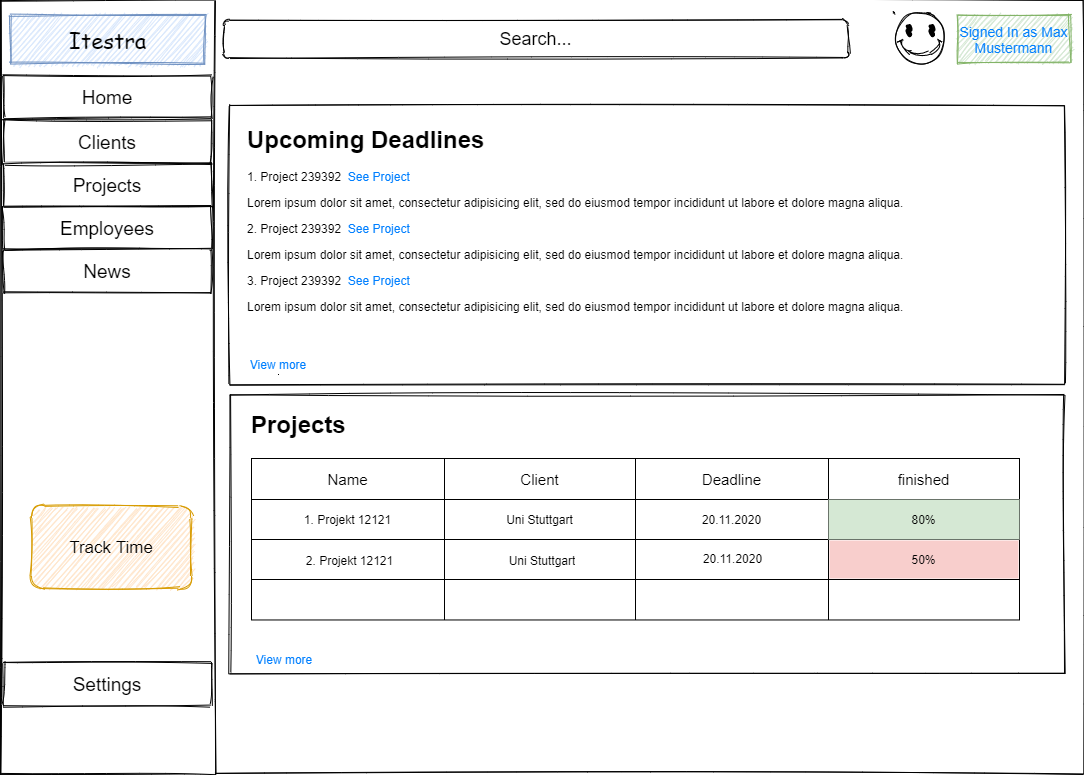 Itestra
Search...
Signed In as Max
Mustermann
Home
Clients
Projects
Employees
News
Track Time
Settings
Upcoming Deadlines
1. Project 239392 See Project
Lorem ipsum dolor sit amet, consectetur adipisicing elit, sed do eiusmod tempor incididunt ut labore et dolore magna aliqua.
2. Project 239392 See Project
Lorem ipsum dolor sit amet, consectetur adipisicing elit, sed do eiusmod tempor incididunt ut labore et dolore magna aliqua.
3. Project 239392 See Project
Lorem ipsum dolor sit amet, consectetur adipisicing elit, sed do eiusmod tempor incididunt ut labore et dolore magna aliqua.
View more
Projects
Name Client Deadline finished
1. Projekt 12121 Uni Stuttgart 20.11.2020 80%
2. Projekt 12121 Uni Stuttgart 20.11.2020 50%
View more